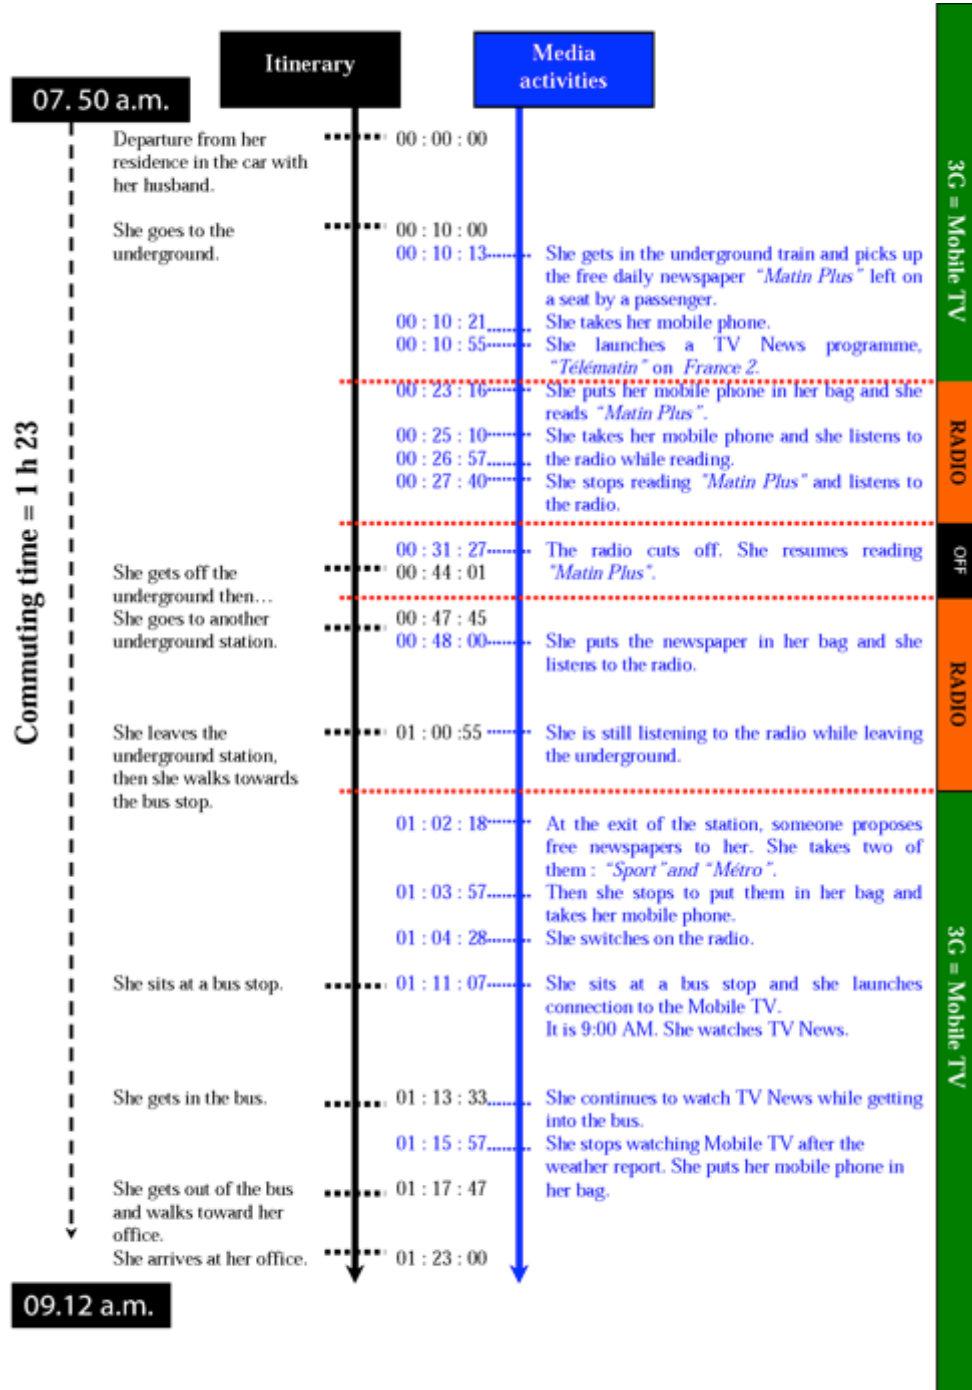 Itinerary
Media
activities
07. 50 a.m.
Departure from her
residence in the car with
her husband.
00 : 00 : 00
She goes to the
underground.
00 : 10 : 00
00 : 10 : 13
She gets in the underground train and picks up
the free daily newspaper "Matin Plus" left on
a seat by a passenger.
00 : 10 : 21
She takes her mobile phone.
00 : 10 : 55
She launches a TV News programme,
"Télématin" on France 2.
00 : 23 : 16
She puts her mobile phone in her bag and she
reads "Matin Plus".
00 : 25 : 10
She takes her mobile phone and she listens to
00 : 26 : 57
the radio while reading.
00 : 27 : 40
She stops reading "Matin Plus" and listens to
the radio.
00 : 31 : 27
The radio cuts off. She resumes reading
"Matin Plus".
She gets off the
underground then...
00 : 44 : 01
She goes to another
underground station.
00 : 47 : 45
00 : 48 : 00
She puts the newspaper in her bag and she
listens to the radio.
She leaves the
underground station,
then she walks towards
the bus stop.
01 : 00 :55
She is still listening to the radio while leaving
the underground.
01 : 02 : 18
At the exit of the station, someone proposes
free newspapers to her. She takes two of
them : "Sport"and "Métro".
01 : 03 : 57
Then she stops to put them in her bag and
takes her mobile phone.
01 : 04 : 28
She switches on the radio.
She sits at a bus stop.
01 : 11 : 07
She sits at a bus stop and she launches
connection to the Mobile TV.
It is 9:00 AM. She watches TV News.
She gets in the bus.
01 : 13 : 33
She continues to watch TV News while getting
into the bus.
01 : 15 : 57
She stops watching Mobile TV after the
weather report. She puts her mobile phone in
her bag.
She gets out of the bus
and walks toward her
office.
01 : 17 : 47
She arrives at her office.
01 : 23 : 00
09.12 a.m.
Commuting time = 1 h 23
3G = Mobile TV
RADIO
OFF
RADIO
3G = Mobile TV